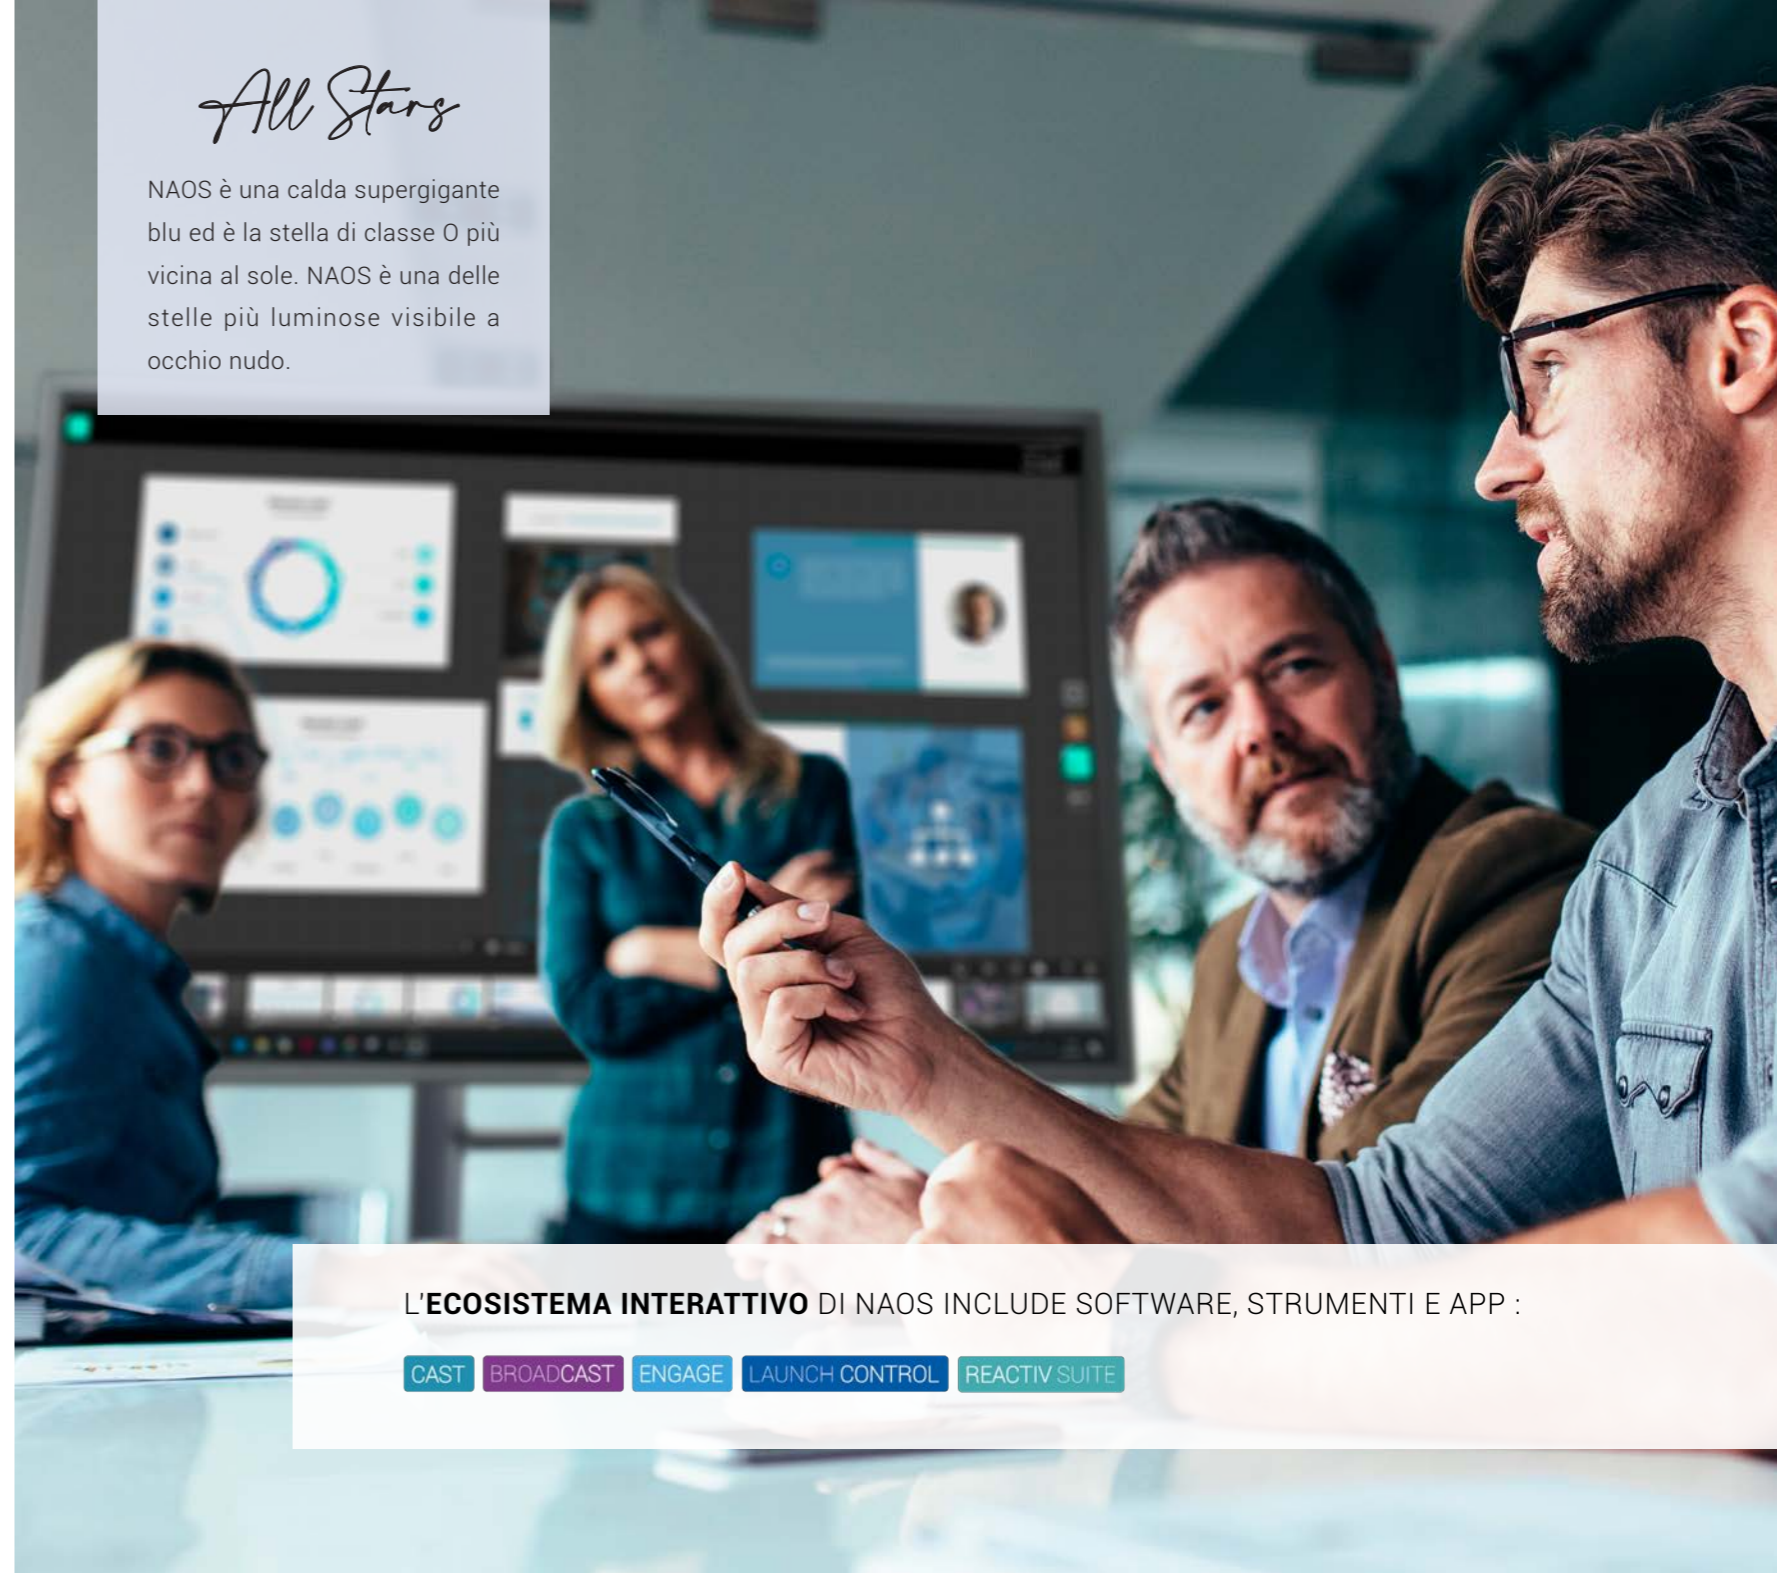 All Stars
NAOS è una calda supergigante
blu ed è la stella di classe O più
vicina al sole. NAOS è una delle
stelle più luminose visibile a
occhio nudo.
L'ECOSISTEMA INTERATTIVO DI NAOS INCLUDE SOFTWARE, STRUMENTI E APP :
CAST BROADCAST ENGAGE LAUNCH CONTROL REACTIV SUITE